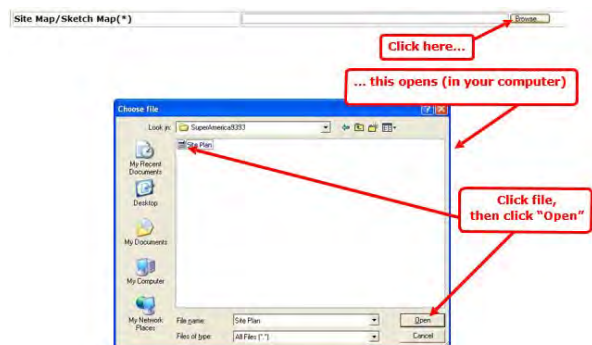 Site Map/Sketch Map(*)
Browse...
Click here...
... this opens (in your computer)
Choose file
Look in:
SuperAmerica9393
Site Plan
My Recent
Documents
Desktop
My Documents
My Computer
My Network
Places
Click file,
then click “Open”
File name:
Site Plan
Open
Files of type:
All Files (*.*)
Cancel